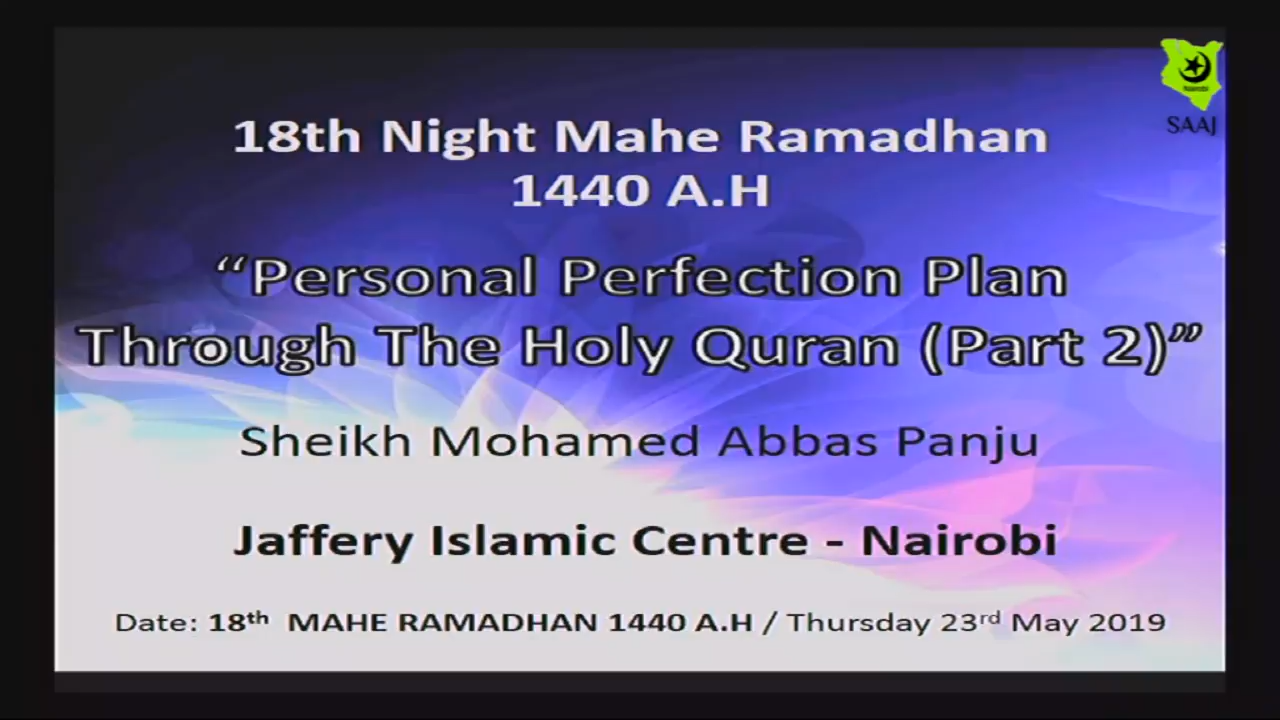 Nairobi
SAAJ
18th Night Mahe Ramadhan
1440 A.H
“Personal Perfection Plan
Through The Holy Quran (Part 2)”
Sheikh Mohamed Abbas Panju
Jaffery Islamic Centre - Nairobi
Date: 18th MAHE RAMADHAN 1440 A.H / Thursday 23rd May 2019